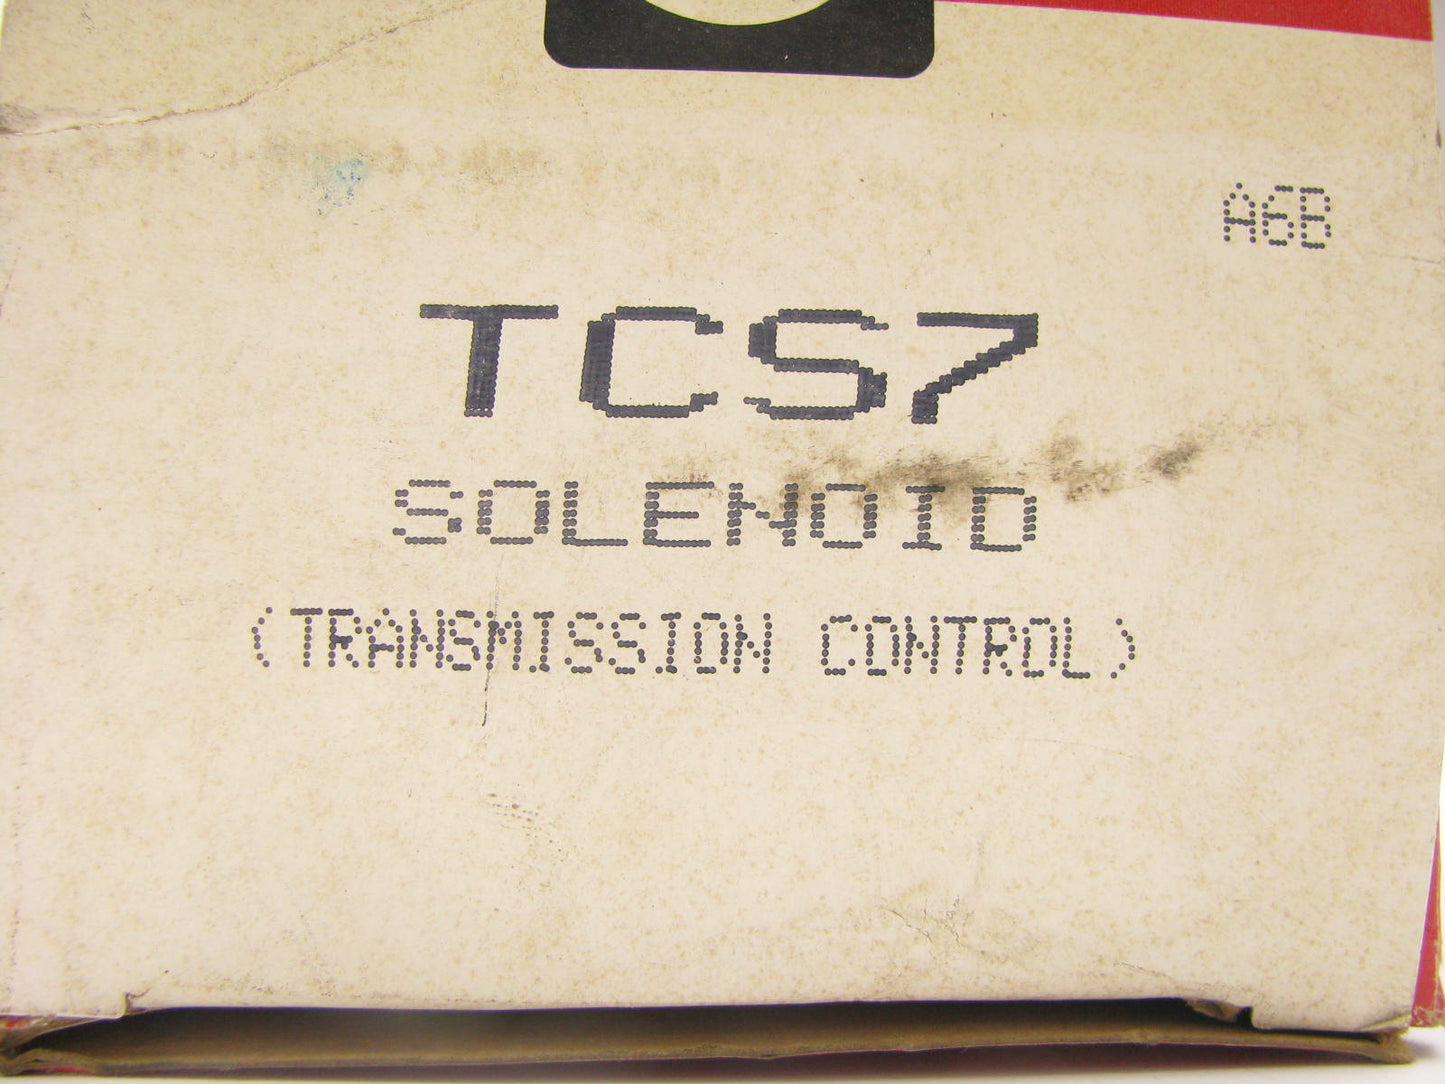 A6B
TCS7
SOLENOID
(TRANSMISSION CONTROL)